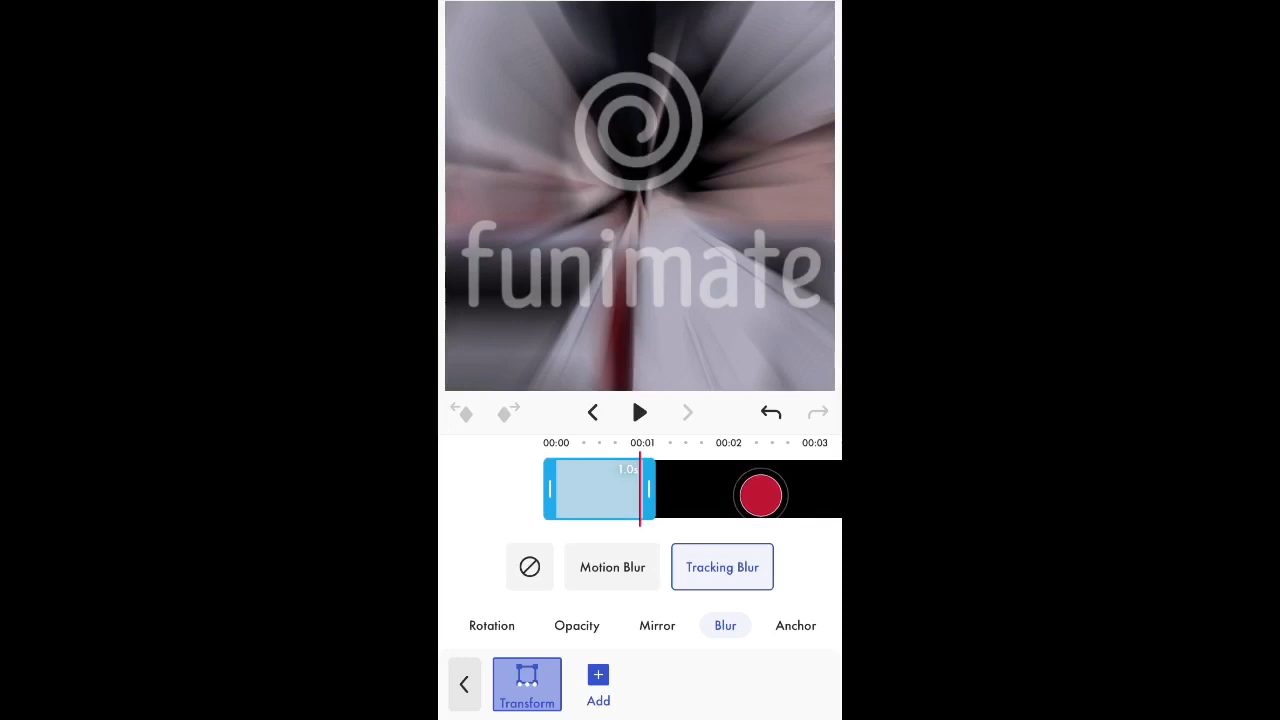 funimate
00:00 00:01 00:02 00:03
1.0s
Motion Blur Tracking Blur
Rotation Opacity Mirror Blur Anchor
Transform Add